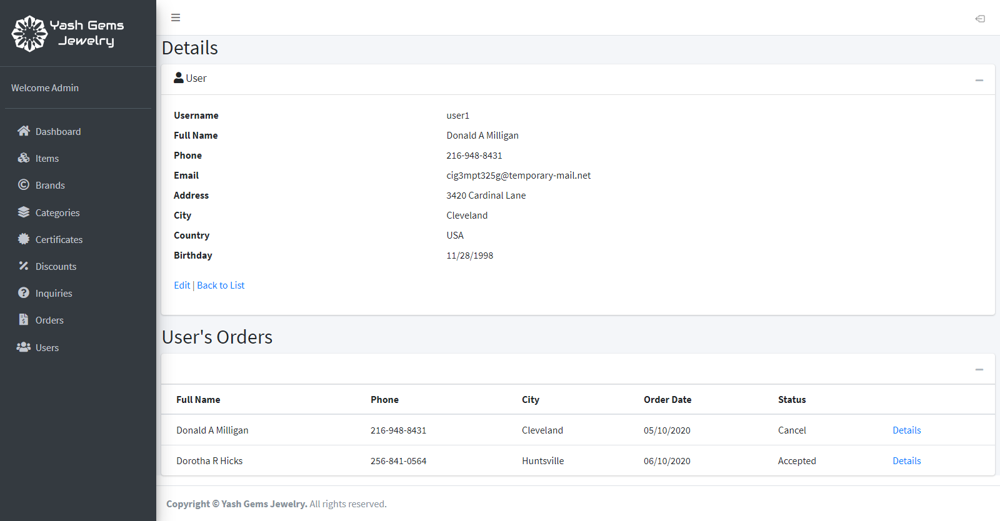 Yash Gems
Jewelry
Welcome Admin
Dashboard
Items
Brands
Categories
Certificates
Discounts
Inquiries
Orders
Users
Details
User
Username user1
Full Name Donald A Milligan
Phone 216-948-8431
Email cig3mpt325g@temporary-mail.net
Address 3420 Cardinal Lane
City Cleveland
Country USA
Birthday 11/28/1998
Edit | Back to List
User's Orders
Full Name Phone City Order Date Status
Donald A Milligan 216-948-8431 Cleveland 05/10/2020 Cancel Details
Dorotha R Hicks 256-841-0564 Huntsville 06/10/2020 Accepted Details
Copyright © Yash Gems Jewelry. All rights reserved.